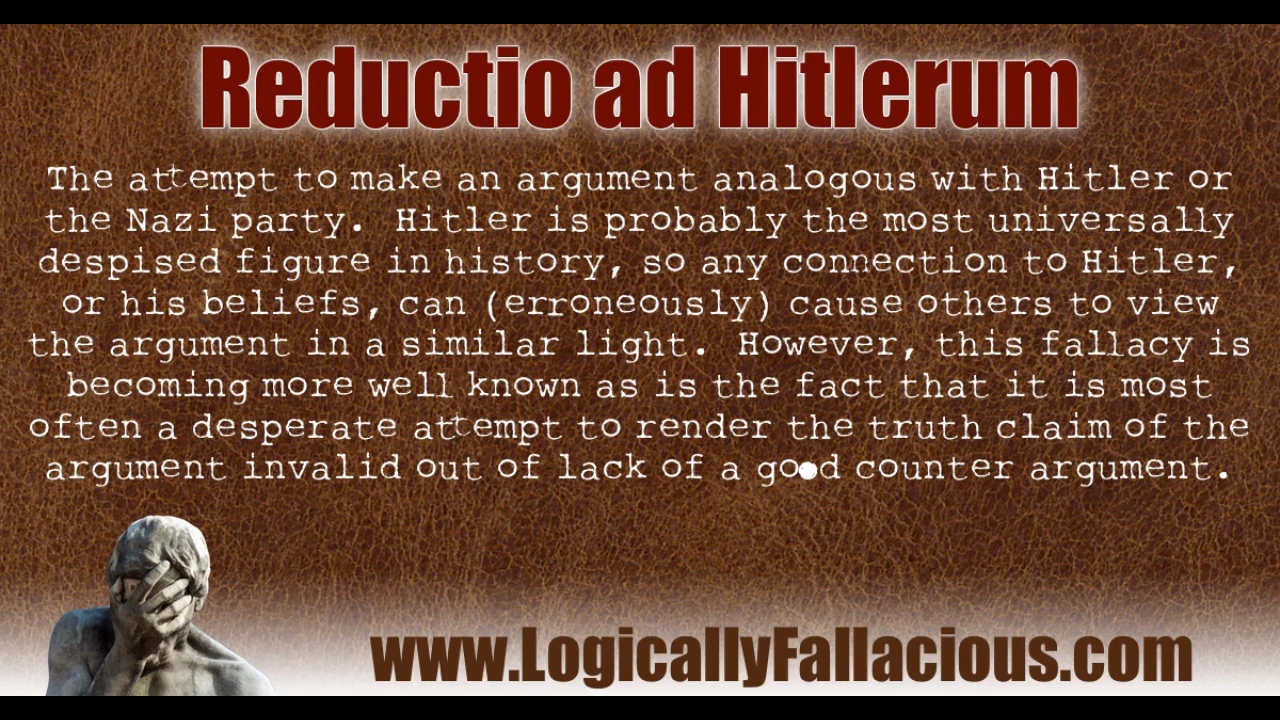 Reductio ad Hitlerum
The attempt to make an argument analogous with Hitler or
the Nazi party. Hitler is probably the most universally
despised figure in history, so any connection to Hitler,
or his beliefs, can (erroneously) cause others to view
the argument in a similar light. However, this fallacy is
becoming more well known as is the fact that it is most
often a desperate attempt to render the truth claim of the
argument invalid out of lack of a good counter argument.
www.LogicallyFallacious.com